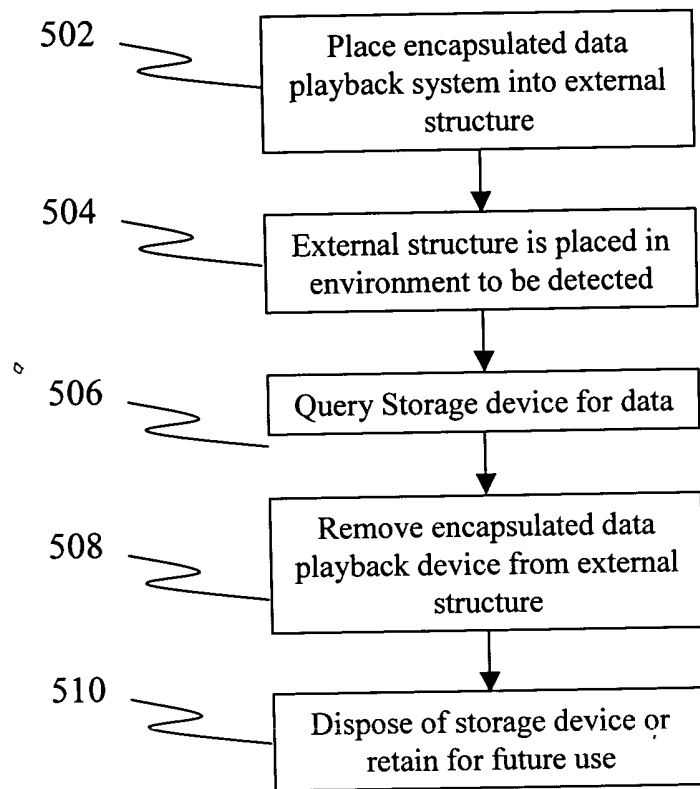 502
Place encapsulated data
playback system into external
structure
504
External structure is placed in
environment to be detected
506
Query Storage device for data
508
Remove encapsulated data
playback device from external
structure
510
Dispose of storage device or
retain for future use